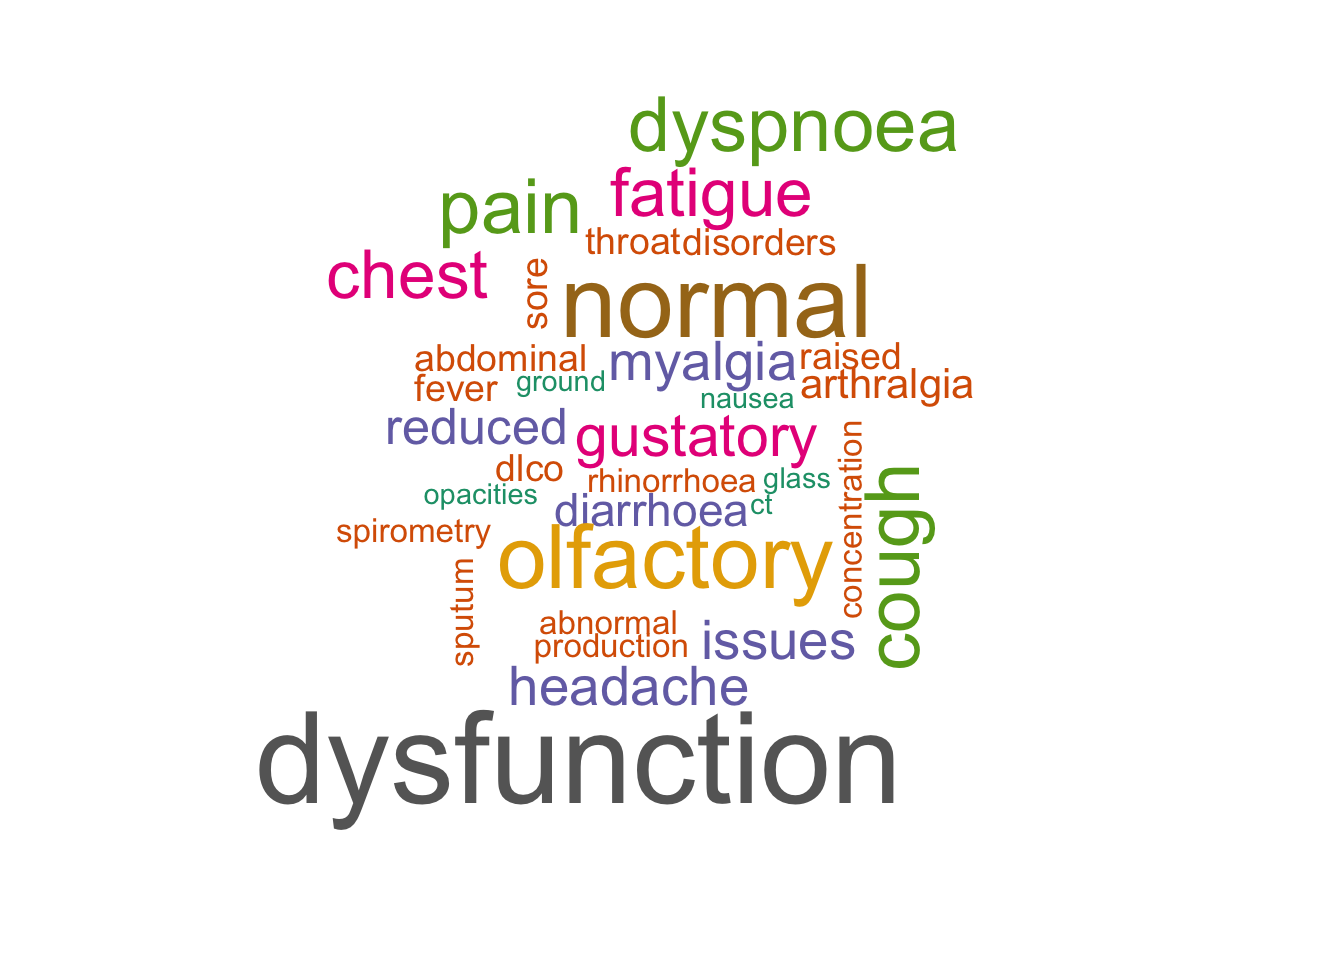 dyspnoea
fatigue
pain
throat
disorders
chest
sore
normal
abdominal
myalgia
raised
fever
ground
nausea
arthralgia
reduced
gustatory
concentration
cough
dlco
rhinorrhoea
glass
opacities
diarrhoea
ct
spirometry
olfactory
sputum
abnormal
production
issues
headache
dysfunction